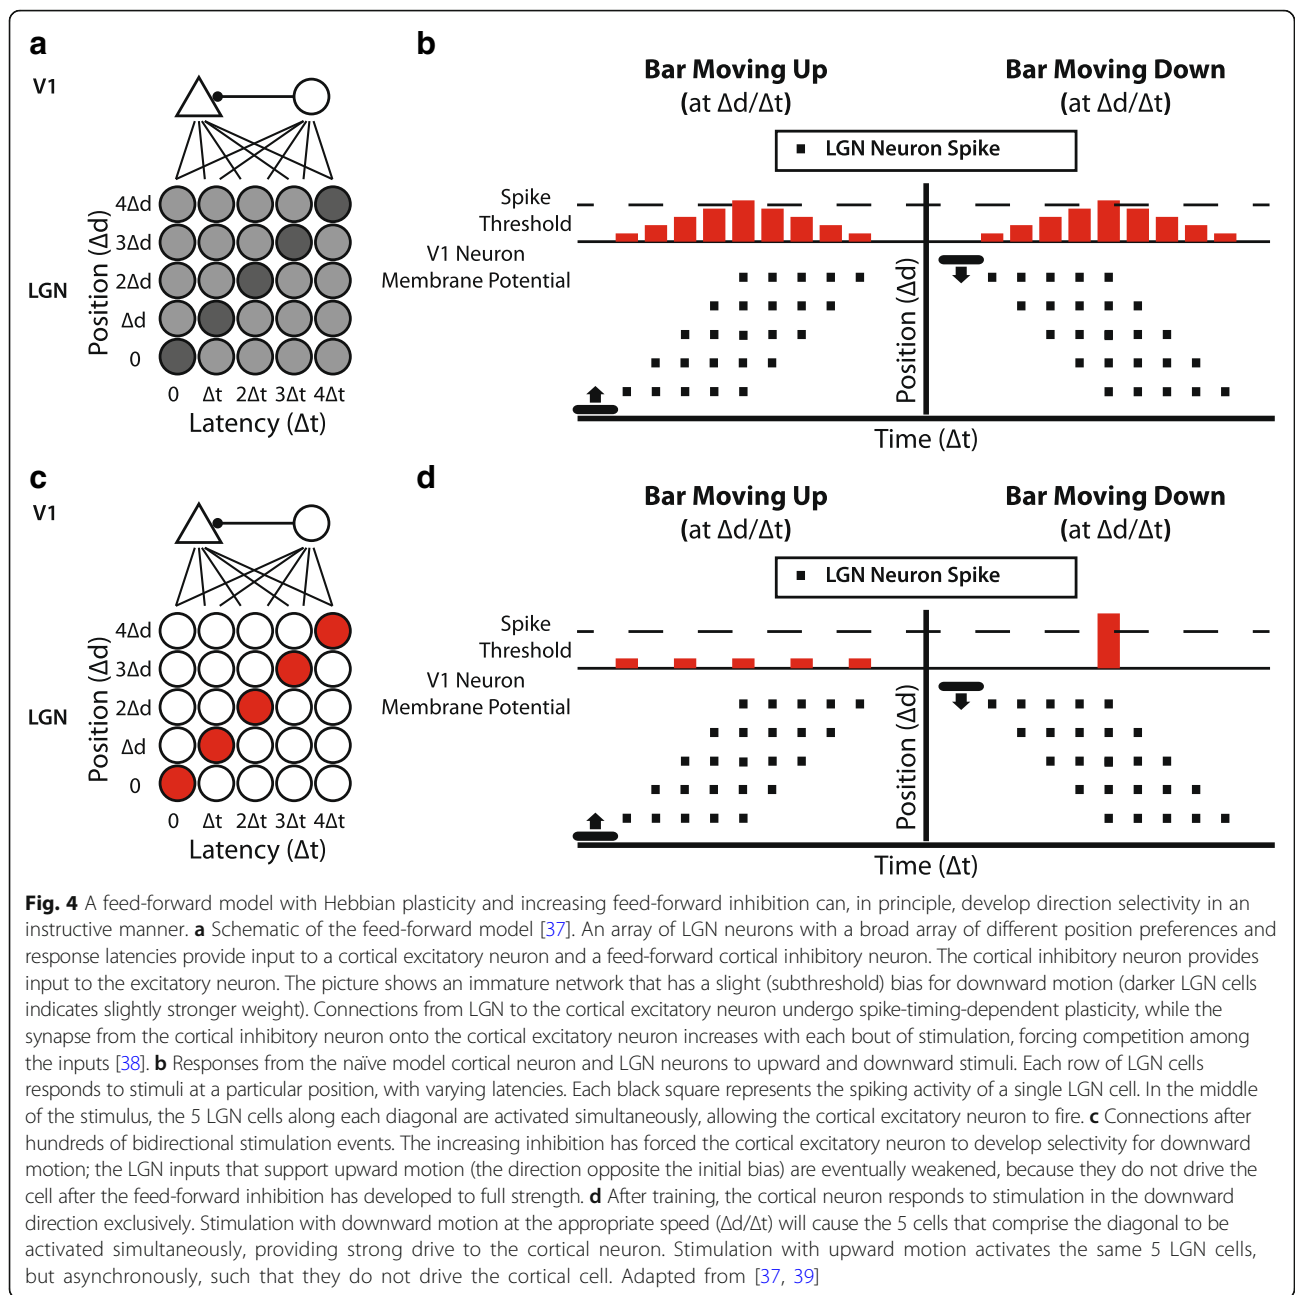 a
V1
4Δd
3Δd
2Δd
Δd
0
Position (Δd)
LGN
0 Δt 2Δt 3Δt 4Δt
Latency (Δt)
b
Bar Moving Up
(at Δd/Δt)
Bar Moving Down
(at Δd/Δt)
LGN Neuron Spike
Spike
Threshold
V1 Neuron
Membrane Potential
Position (Δd)
Time (Δt)
c
V1
4Δd
3Δd
2Δd
Δd
0
Position (Δd)
LGN
0 Δt 2Δt 3Δt 4Δt
Latency (Δt)
d
Bar Moving Up
(at Δd/Δt)
Bar Moving Down
(at Δd/Δt)
LGN Neuron Spike
Spike
Threshold
V1 Neuron
Membrane Potential
Position (Δd)
Time (Δt)
Fig. 4 A feed-forward model with Hebbian plasticity and increasing feed-forward inhibition can, in principle, develop direction selectivity in an
instructive manner. a Schematic of the feed-forward model [37]. An array of LGN neurons with a broad array of different position preferences and
response latencies provide input to a cortical excitatory neuron and a feed-forward cortical inhibitory neuron. The cortical inhibitory neuron provides
input to the excitatory neuron. The picture shows an immature network that has a slight (subthreshold) bias for downward motion (darker LGN cells
indicates slightly stronger weight). Connections from LGN to the cortical excitatory neuron undergo spike-timing-dependent plasticity, while the
synapse from the cortical inhibitory neuron onto the cortical excitatory neuron increases with each bout of stimulation, forcing competition among
the inputs [38]. b Responses from the naïve model cortical neuron and LGN neurons to upward and downward stimuli. Each row of LGN cells
responds to stimuli at a particular position, with varying latencies. Each black square represents the spiking activity of a single LGN cell. In the middle
of the stimulus, the 5 LGN cells along each diagonal are activated simultaneously, allowing the cortical excitatory neuron to fire. c Connections after
hundreds of bidirectional stimulation events. The increasing inhibition has forced the cortical excitatory neuron to develop selectivity for downward
motion; the LGN inputs that support upward motion (the direction opposite the initial bias) are eventually weakened, because they do not drive the
cell after the feed-forward inhibition has developed to full strength. d After training, the cortical neuron responds to stimulation in the downward
direction exclusively. Stimulation with downward motion at the appropriate speed (Δd/Δt) will cause the 5 cells that comprise the diagonal to be
activated simultaneously, providing strong drive to the cortical neuron. Stimulation with upward motion activates the same 5 LGN cells,
but asynchronously, such that they do not drive the cortical cell. Adapted from [37, 39]